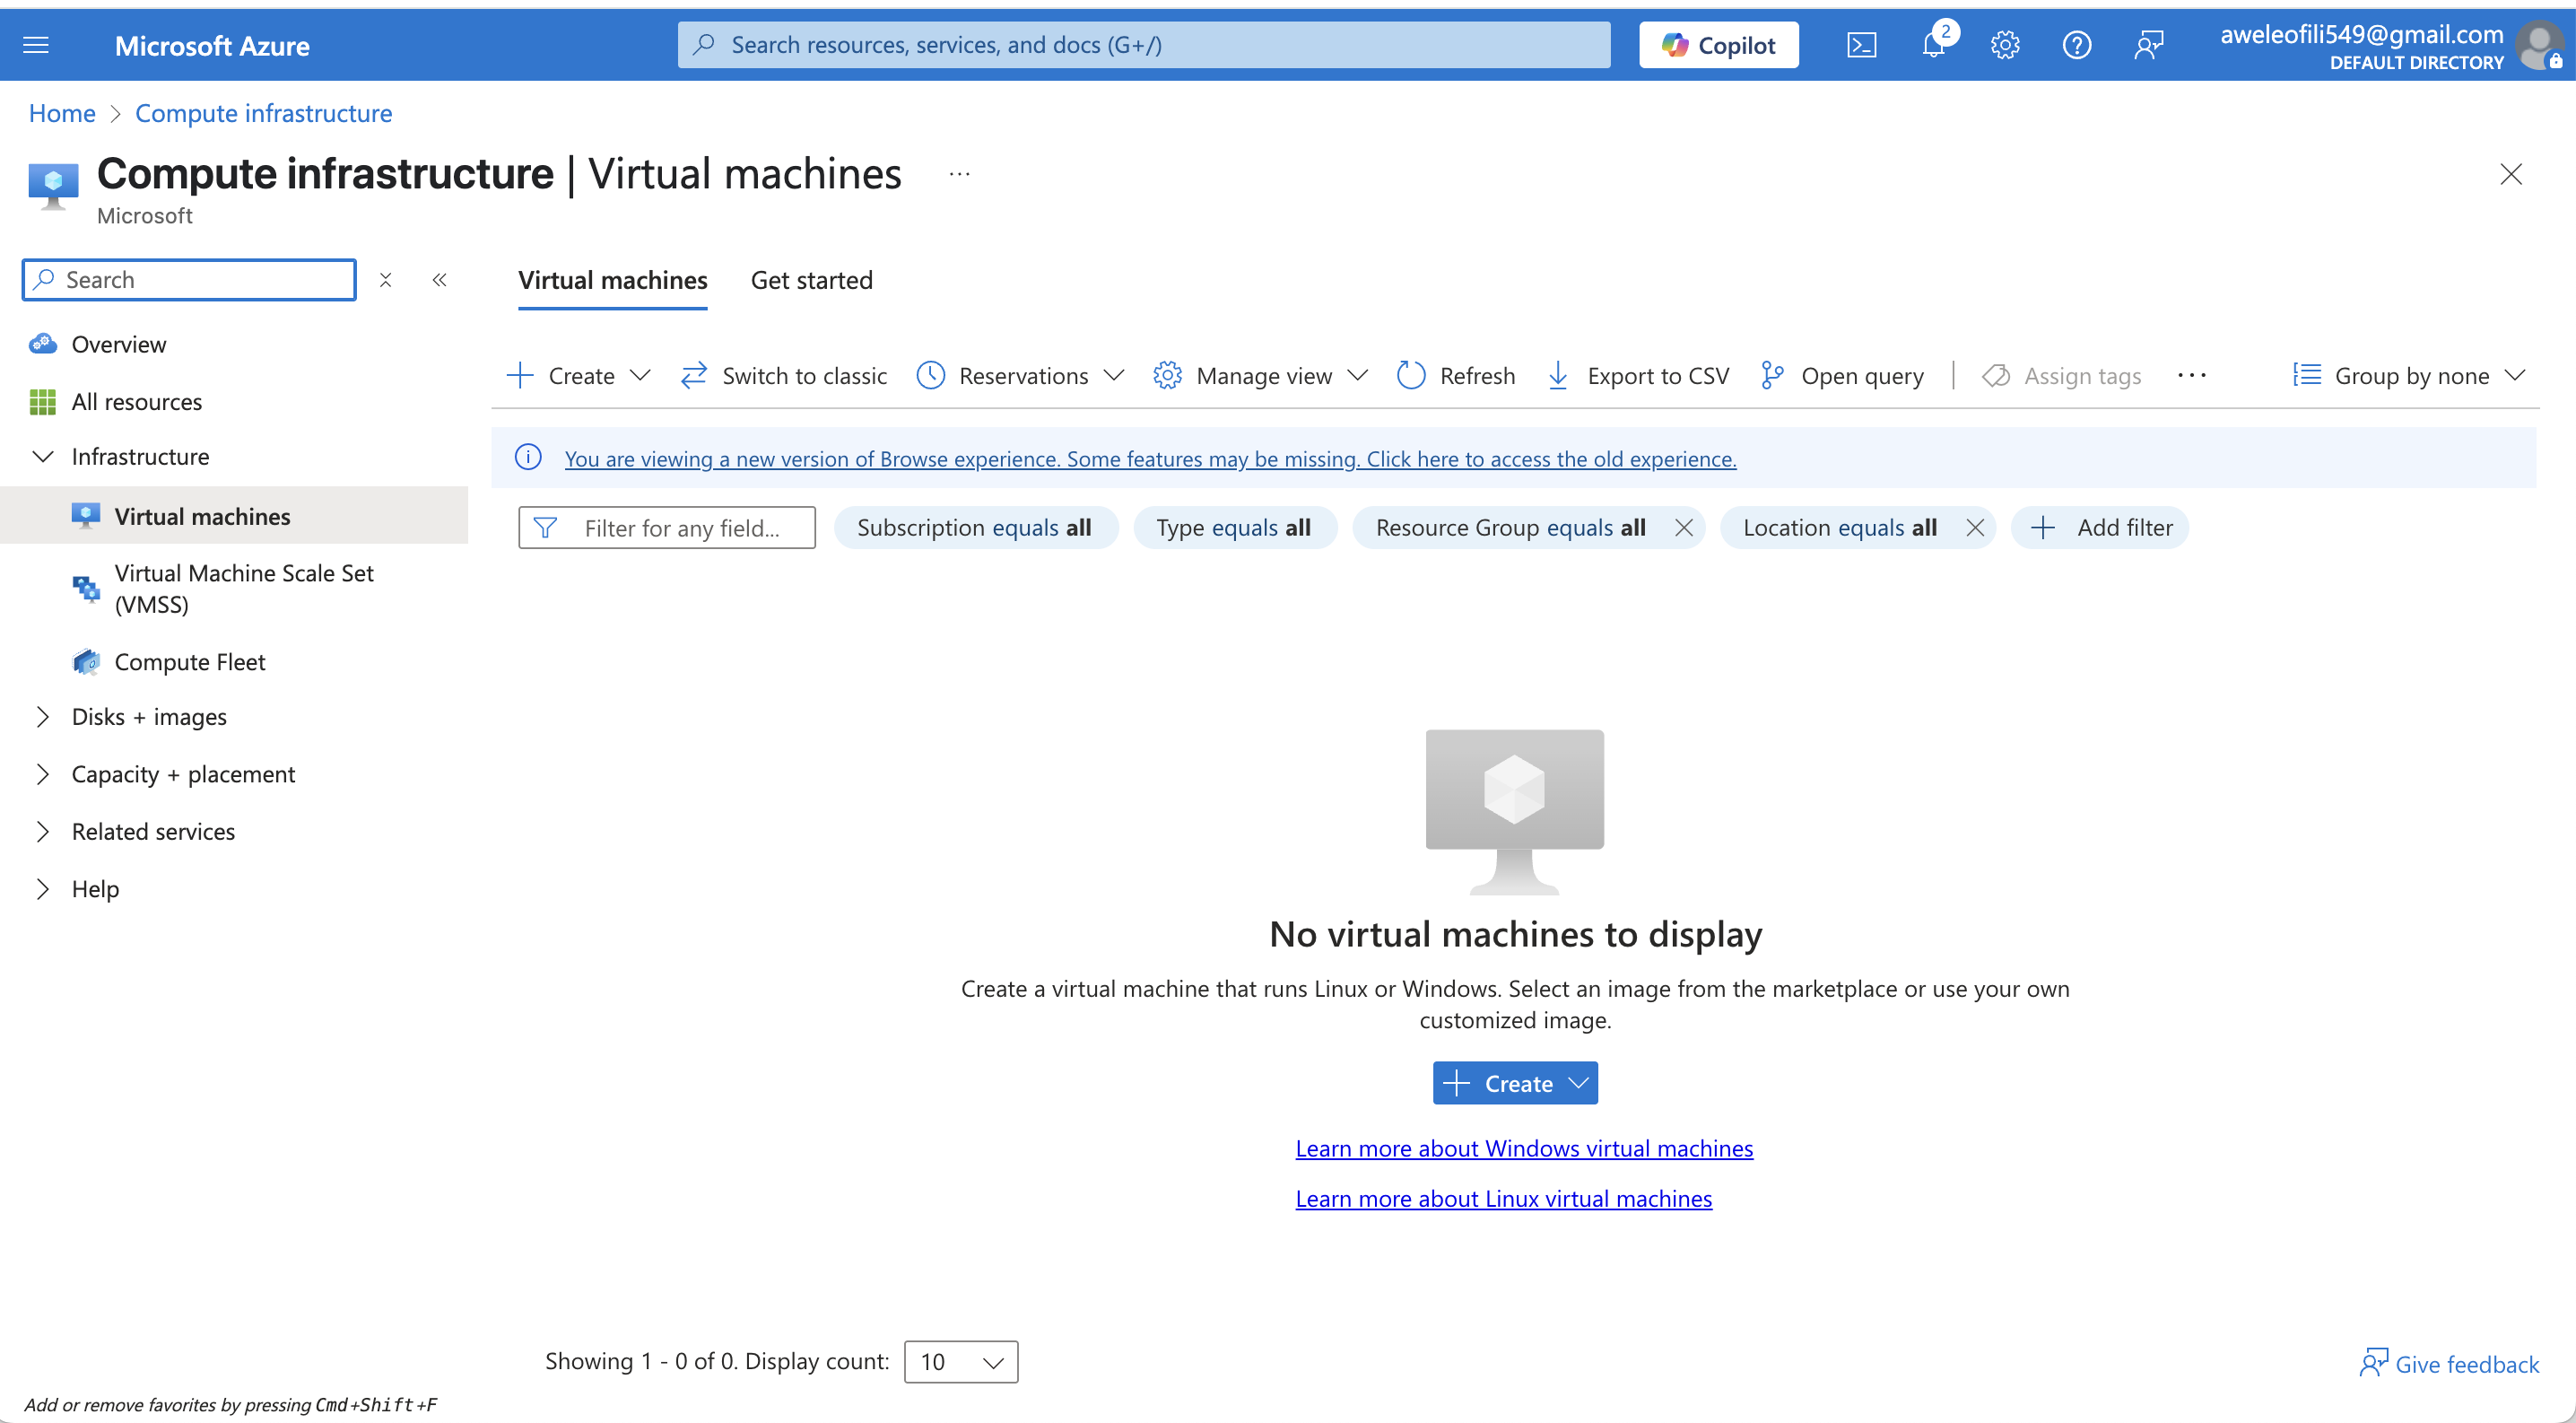 Microsoft Azure
Search resources, services, and docs (G+/)
Copilot
2
aweleofili549@gmail.com
DEFAULT DIRECTORY
Home > Compute infrastructure
Compute infrastructure | Virtual machines ...
Microsoft
Search
Overview
All resources
Infrastructure
Virtual machines
Virtual Machine Scale Set
(VMSS)
Compute Fleet
Disks + images
Capacity + placement
Related services
Help
Virtual machines Get started
Create Switch to classic Reservations Manage view Refresh Export to CSV Open query | Assign tags ... Group by none
You are viewing a new version of Browse experience. Some features may be missing. Click here to access the old experience.
Filter for any field... Subscription equals all Type equals all Resource Group equals all Location equals all Add filter
No virtual machines to display
Create a virtual machine that runs Linux or Windows. Select an image from the marketplace or use your own
customized image.
Create
Learn more about Windows virtual machines
Learn more about Linux virtual machines
Showing 1 - 0 of 0. Display count: 10
Give feedback
Add or remove favorites by pressing Cmd+Shift+F